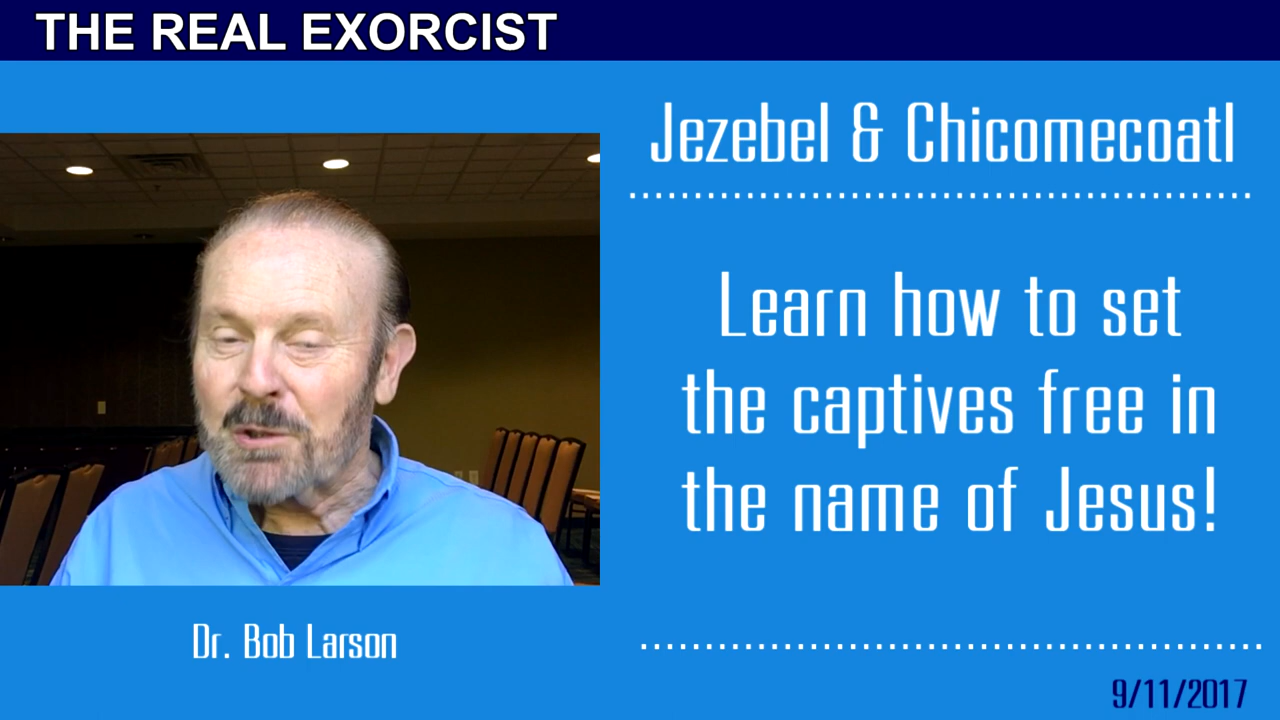 THE REAL EXORCIST
Jezebel & Chicomecoatl
Learn how to set
the captives free in
the name of Jesus!
Dr. Bob Larson
9/11/2017